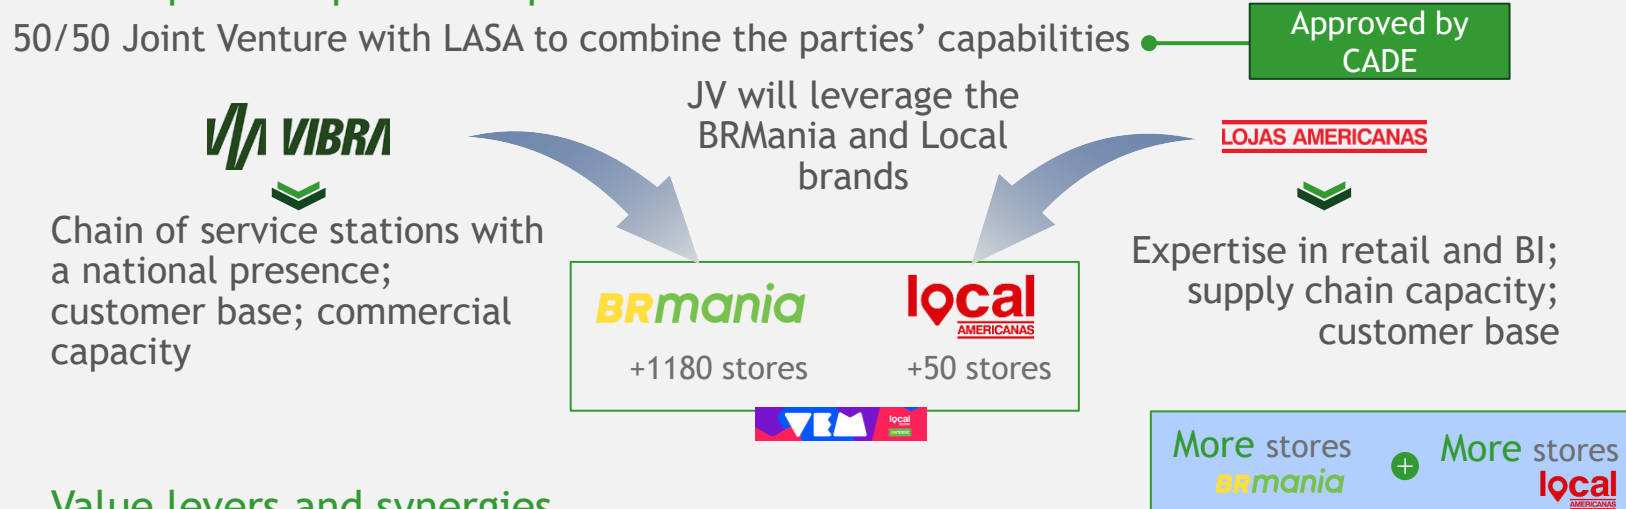 50/50 Joint Venture with LASA to combine the parties’ capabilities
Approved by
CADE
JV will leverage the
BRMania and Local
brands
VIBRA
LOJAS AMERICANAS
Chain of service stations with
a national presence;
customer base; commercial
capacity
Expertise in retail and BI;
supply chain capacity;
customer base
BRmania
local
AMERICANAS
+1180 stores
+50 stores
VEM
local
More stores
BRmania
+
More stores
local
AMERICANAS
Value levers and synergies